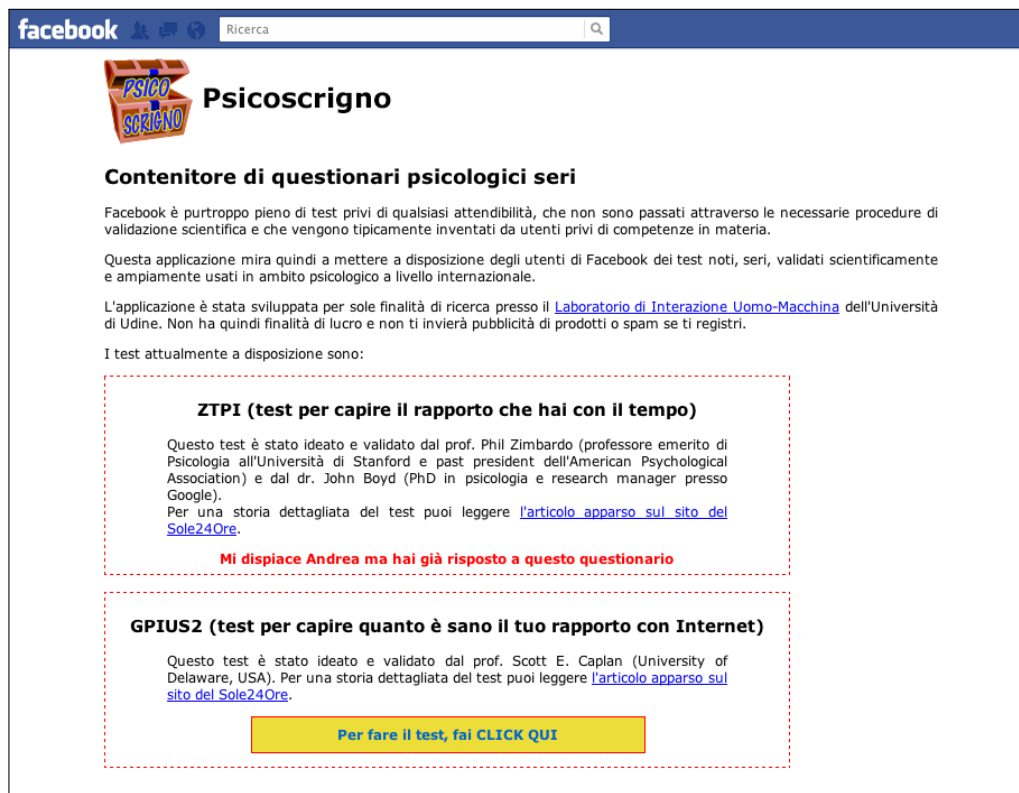 facebook
Ricerca
PSICO
SCRIGNO
Psicoscrigno
Contenitore di questionari psicologici seri
Facebook è purtroppo pieno di test privi di qualsiasi attendibilità, che non sono passati attraverso le necessarie procedure di
validazione scientifica e che vengono tipicamente inventati da utenti privi di competenze in materia.
Questa applicazione mira quindi a mettere a disposizione degli utenti di Facebook dei test noti, seri, validati scientificamente
e ampiamente usati in ambito psicologico a livello internazionale.
L'applicazione è stata sviluppata per sole finalità di ricerca presso il Laboratorio di Interazione Uomo-Macchina dell'Università
di Udine. Non ha quindi finalità di lucro e non ti invierà pubblicità di prodotti o spam se ti registri.
I test attualmente a disposizione sono:
ZTPI (test per capire il rapporto che hai con il tempo)
Questo test è stato ideato e validato dal prof. Phil Zimbardo (professore emerito di
Psicologia all'Università di Stanford e past president dell'American Psychological
Association) e dal dr. John Boyd (PhD in psicologia e research manager presso
Google).
Per una storia dettagliata del test puoi leggere l'articolo apparso sul sito del
Sole24Ore.
Mi dispiace Andrea ma hai già risposto a questo questionario
GPIUS2 (test per capire quanto è sano il tuo rapporto con Internet)
Questo test è stato ideato e validato dal prof. Scott E. Caplan (University of
Delaware, USA). Per una storia dettagliata del test puoi leggere l'articolo apparso sul
sito del Sole24Ore.
Per fare il test, fai CLICK QUI